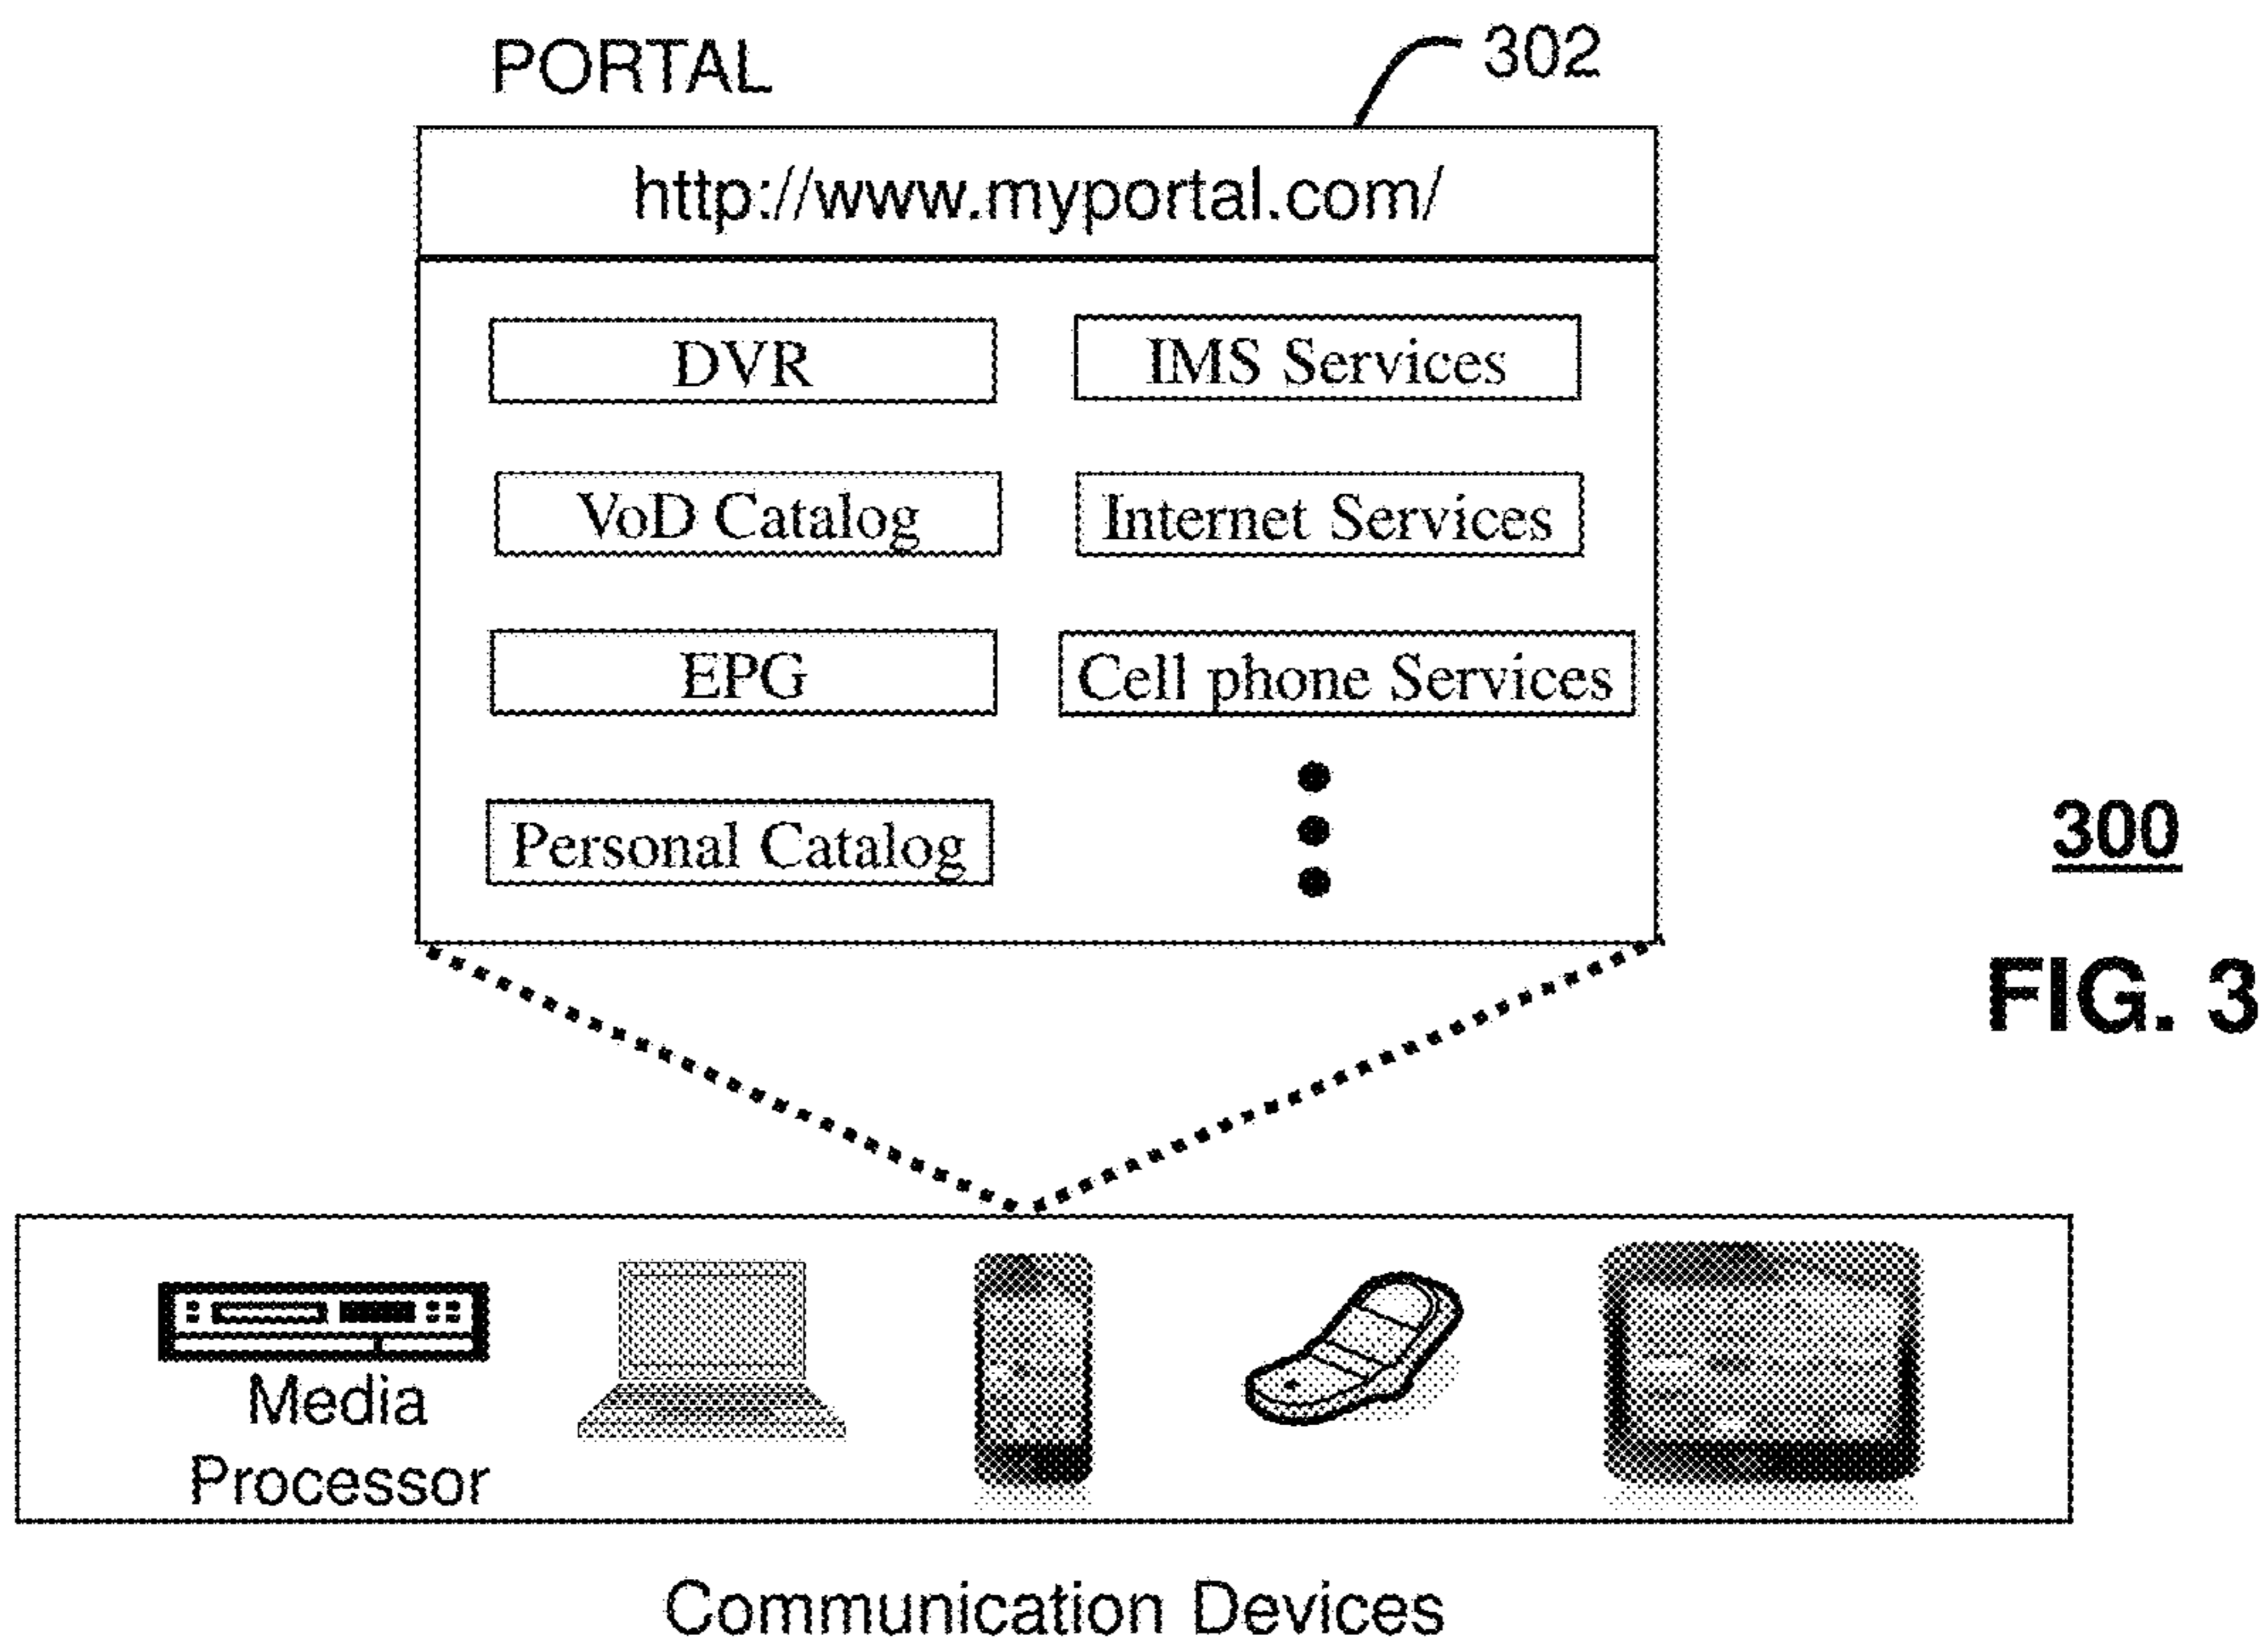 PORTAL
302
http://www.myportal.com/
DVR
IMS Services
VoD Catalog
Internet Services
EPG
Cell phone Services
Personal Catalog
300
FIG. 3
Media
Processor
Communication Devices